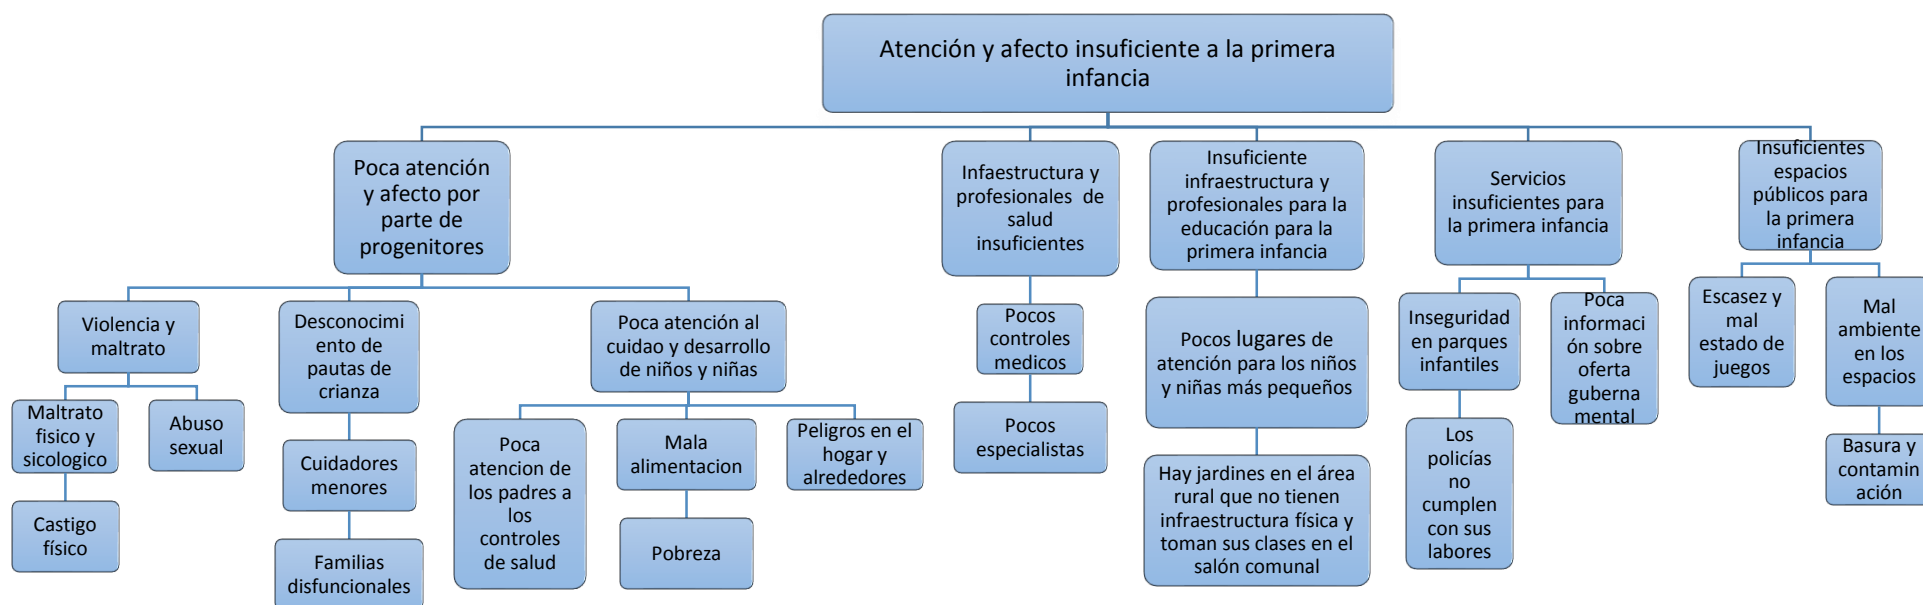 Atención y afecto insuficiente a la primera
infancia
Poca atención
y afecto por
parte de
progenitores
Infaestructura y
profesionales de
salud
insuficientes
Insuficiente
infraestructura y
profesionales para la
educación para la
primera infancia
Servicios
insuficientes para
la primera infancia
Insuficientes
espacios
públicos para
la primera
infancia
Violencia y
maltrato
Desconocimi
ento de
pautas de
crianza
Poca atención al
cuidao y desarrollo
de niños y niñas
Pocos
controles
medicos
Pocos lugares de
atención para los niños
y niñas más pequeños
Inseguridad
en parques
infantiles
Poca
informaci
ón sobre
oferta
guberna
mental
Escasez y
mal
estado de
juegos
Mal
ambiente
en los
espacios
Maltrato
fisico y
sicologico
Abuso
sexual
Cuidadores
menores
Poca
atencion de
los padres a
los
controles
de salud
Mala
alimentacion
Peligros en el
hogar y
alrededores
Pocos
especialistas
Hay jardines en el área
rural que no tienen
infraestructura física y
toman sus clases en el
salón comunal
Los
policías
no
cumplen
con sus
labores
Basura y
contamin
ación
Castigo
físico
Familias
disfuncionales
Pobreza